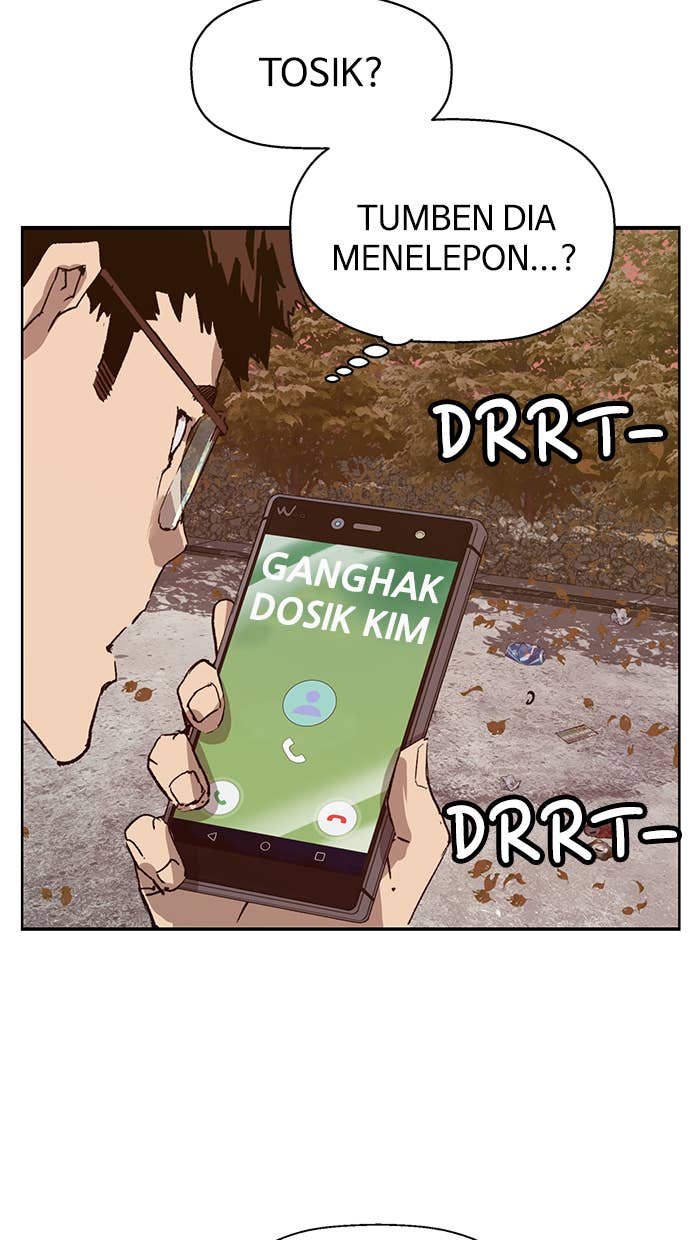 TOSIK?
TUMBEN DIA
MENELEPON...?
DRRT-
GANGHAK
DOSIK KIM
DRRT-